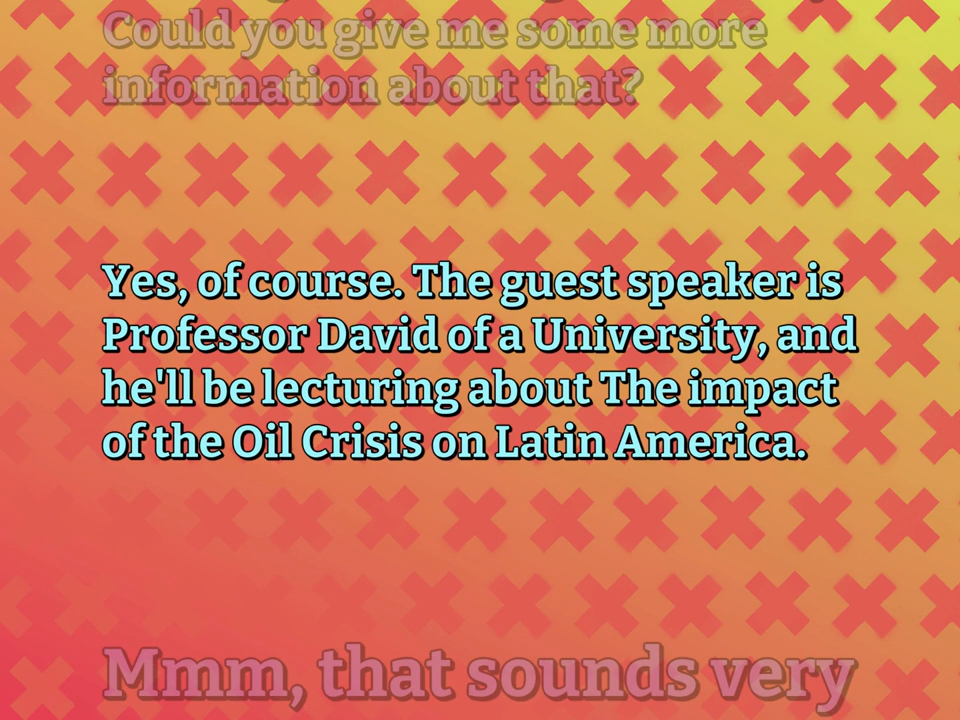 Could you give me some more
information about that?
Yes, of course. The guest speaker is
Professor David of a University, and
he'll be lecturing about The impact
of the Oil Crisis on Latin America.
Mmm, that sounds very